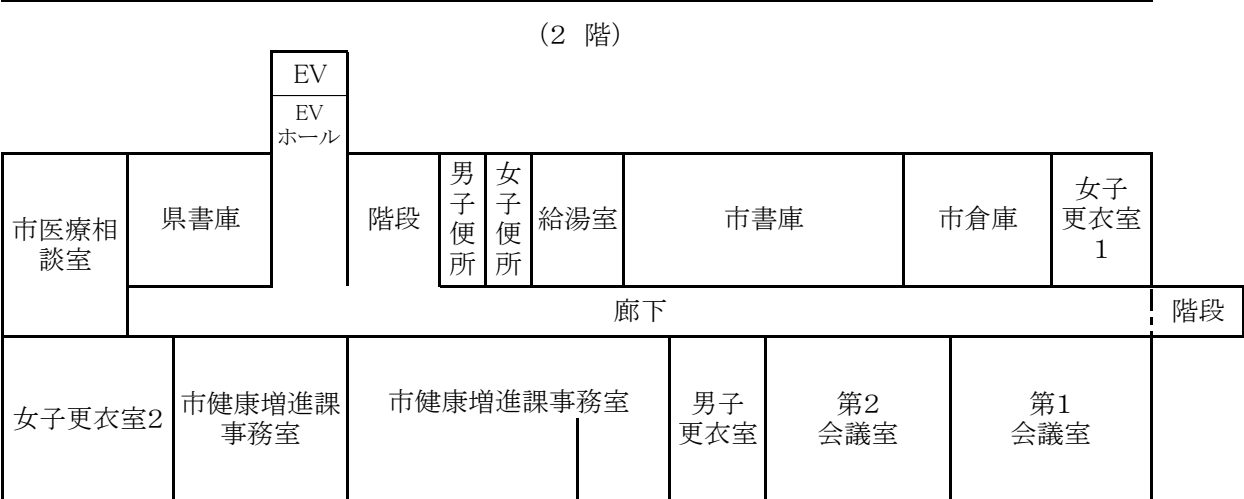 （2 階）
EV
EV
ホール
市医療相
談室
県書庫
階段
男子便所
女子便所
給湯室
市書庫
市倉庫
女子
更衣室
1
廊下
階段
女子更衣室2
市健康増進課
事務室
市健康増進課事務室
男子
更衣室
第2
会議室
第1
会議室